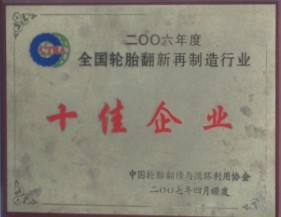 二〇〇六年度
全国轮胎翻新再制造行业
十佳企业
中国轮胎翻修与循环利用协会
二〇〇七年四月